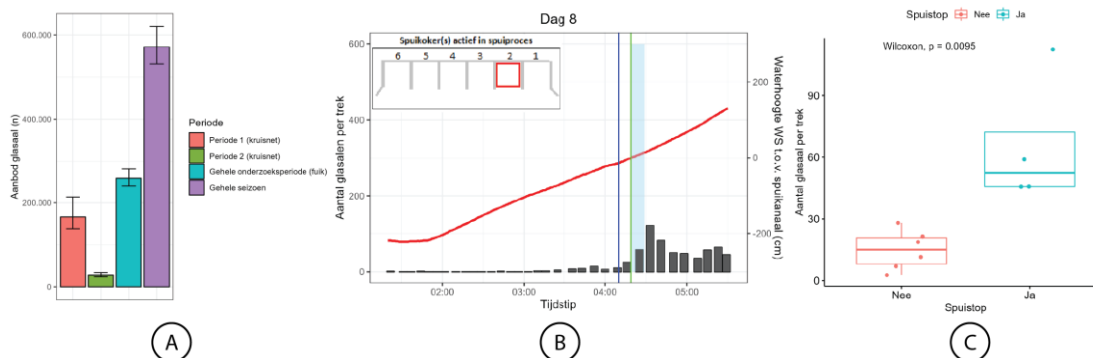 Aanbod glasaal (n)
600.000
400.000
200.000
0
Periode
Periode 1 (kruisnet)
Periode 2 (kruisnet)
Gehele onderzoeksperiode (fuik)
Gehele seizoen
A
Dag 8
Spuikoker(s) actief in spuiproces
6 5 4 3 2 1
Aantal glasalen per trek
600
400
200
0
Waterhoogte WS t.o.v. spuikanaal (cm)
200
0
-200
02:00 03:00 04:00 05:00
Tijdstip
B
Spuistop Nee Ja
Wilcoxon, p = 0.0095
Aantal glasaal per trek
90
60
30
0
Nee Ja
Spuistop
C